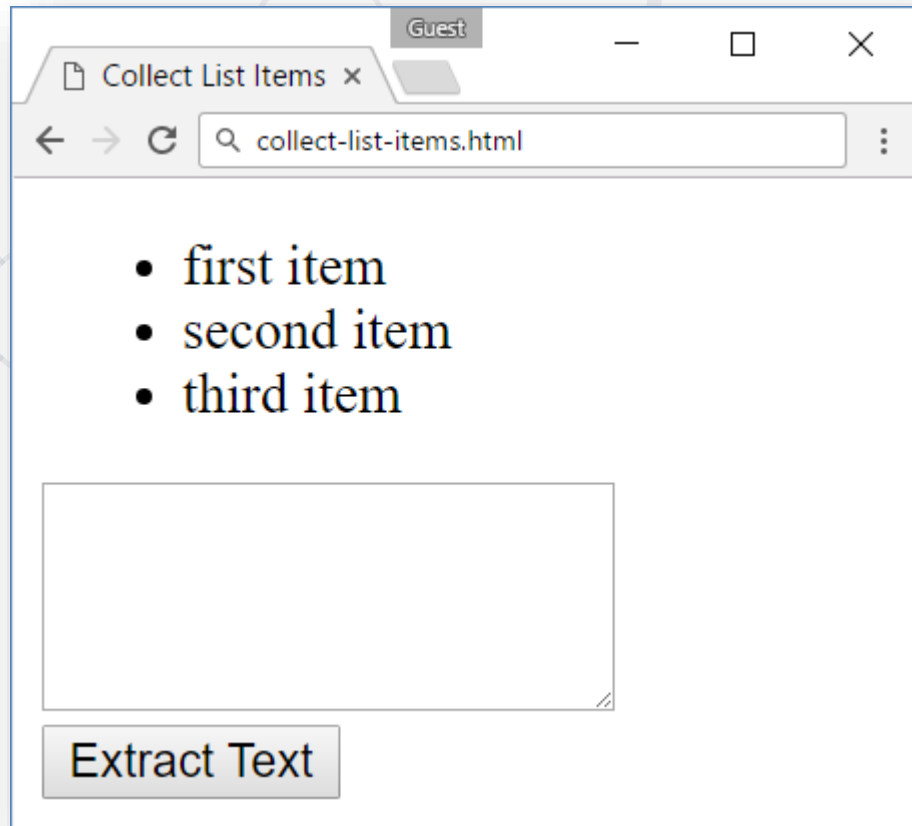 Guest
Collect List Items
collect-list-items.html
• first item
• second item
• third item
Extract Text